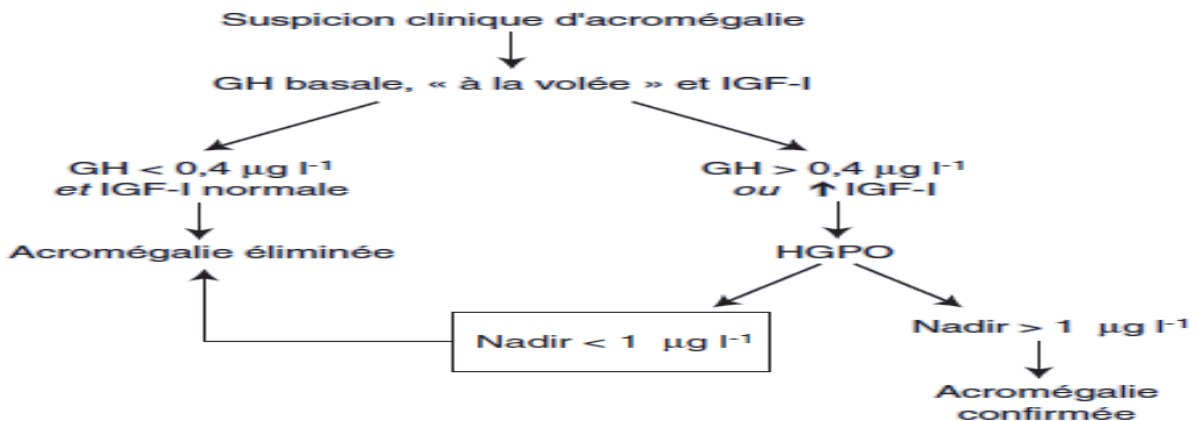 Suspicion clinique d'acromégalie
GH basale, « à la volée » et IGF-I
GH < 0,4 µg l⁻¹
et IGF-I normale
GH > 0,4 µg l⁻¹
ou ↑ IGF-I
Acromégalie éliminée
HGPO
Nadir < 1 µg l⁻¹
Nadir > 1 µg l⁻¹
Acromégalie
confirmée